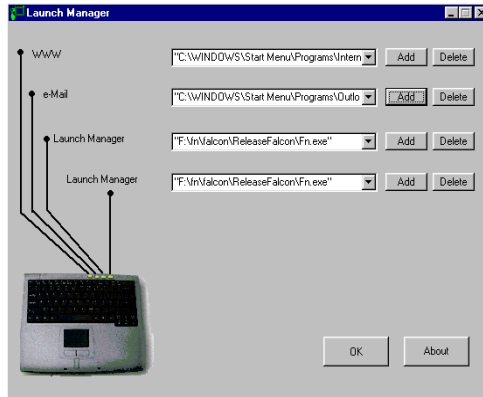 Launch Manager
WWW
"C:\WINDOWS\Start Menu\Programs\Intern
Add
Delete
e-Mail
"C:\WINDOWS\Start Menu\Programs\Outlo
Add
Delete
Launch Manager
"F:\fn\falcon\ReleaseFalcon\Fn.exe"
Add
Delete
Launch Manager
"F:\fn\falcon\ReleaseFalcon\Fn.exe"
Add
Delete
OK
About